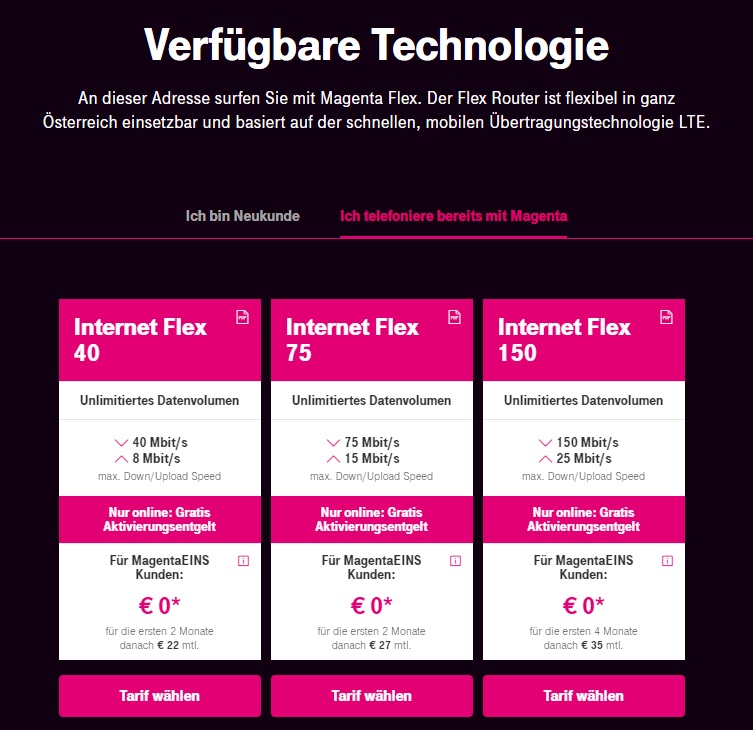 Verfügbare Technologie
An dieser Adresse surfen Sie mit Magenta Flex. Der Flex Router ist flexibel in ganz
Österreich einsetzbar und basiert auf der schnellen, mobilen Übertragungstechnologie LTE.
Ich bin Neukunde
Ich telefoniere bereits mit Magenta
PDF
Internet Flex
40
Unlimitiertes Datenvolumen
40 Mbit/s
8 Mbit/s
max. Down/Upload Speed
Nur online: Gratis
Aktivierungsentgelt
Für MagentaEINS
Kunden:
€ 0*
für die ersten 2 Monate
danach € 22 mtl.
Tarif wählen
PDF
Internet Flex
75
Unlimitiertes Datenvolumen
75 Mbit/s
15 Mbit/s
max. Down/Upload Speed
Nur online: Gratis
Aktivierungsentgelt
Für MagentaEINS
Kunden:
€ 0*
für die ersten 2 Monate
danach € 27 mtl.
Tarif wählen
PDF
Internet Flex
150
Unlimitiertes Datenvolumen
150 Mbit/s
25 Mbit/s
max. Down/Upload Speed
Nur online: Gratis
Aktivierungsentgelt
Für MagentaEINS
Kunden:
€ 0*
für die ersten 4 Monate
danach € 35 mtl.
Tarif wählen